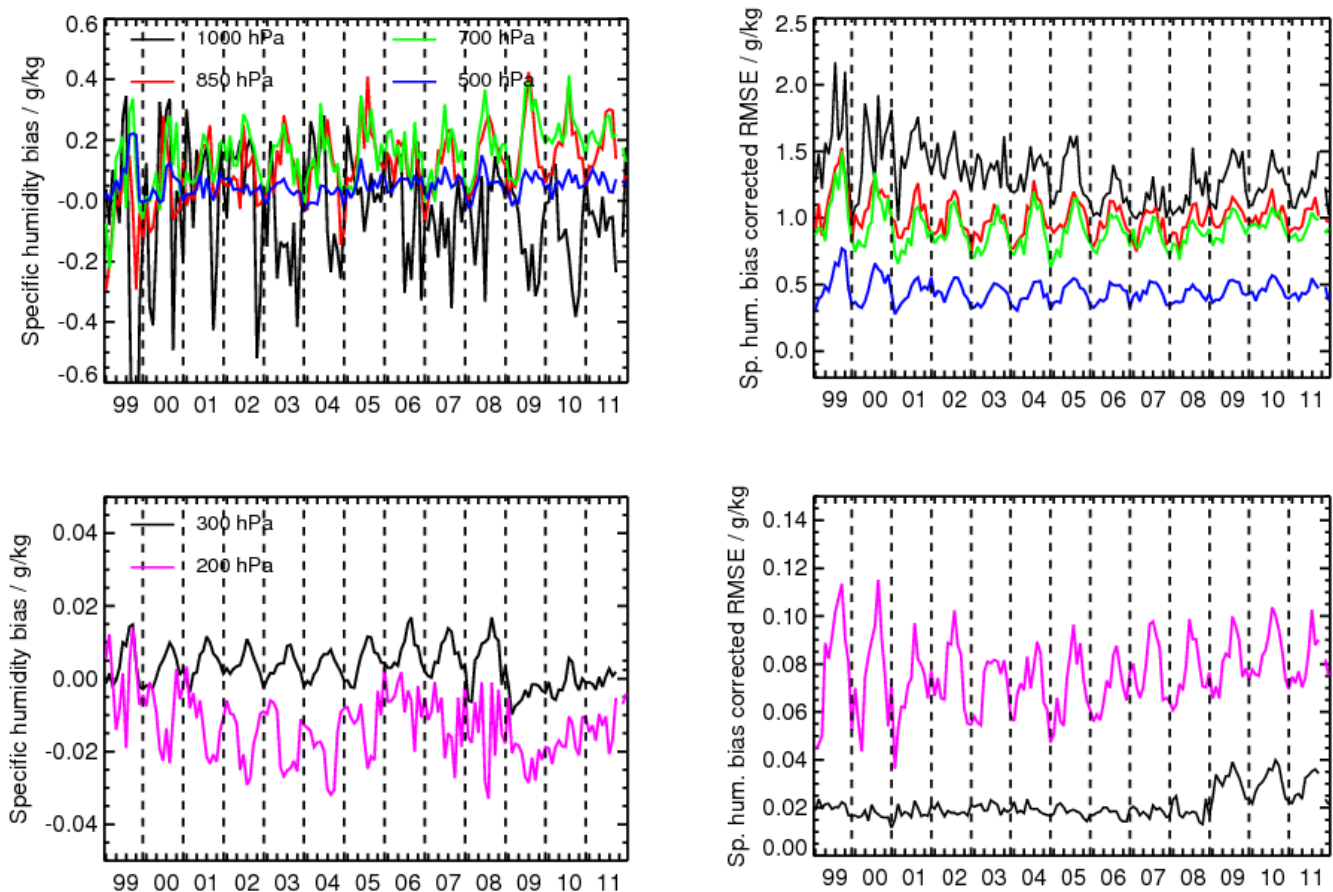 Specific humidity bias / g/kg
0.6
0.4
0.2
-0.0
-0.2
-0.4
-0.6
1000 hPa
700 hPa
850 hPa
500 hPa
99 00 01 02 03 04 05 06 07 08 09 10 11
Sp. hum. bias corrected RMSE / g/kg
2.5
2.0
1.5
1.0
0.5
0.0
99 00 01 02 03 04 05 06 07 08 09 10 11
Specific humidity bias / g/kg
0.04
0.02
0.00
-0.02
-0.04
300 hPa
200 hPa
99 00 01 02 03 04 05 06 07 08 09 10 11
Sp. hum. bias corrected RMSE / g/kg
0.14
0.12
0.10
0.08
0.06
0.04
0.02
0.00
99 00 01 02 03 04 05 06 07 08 09 10 11